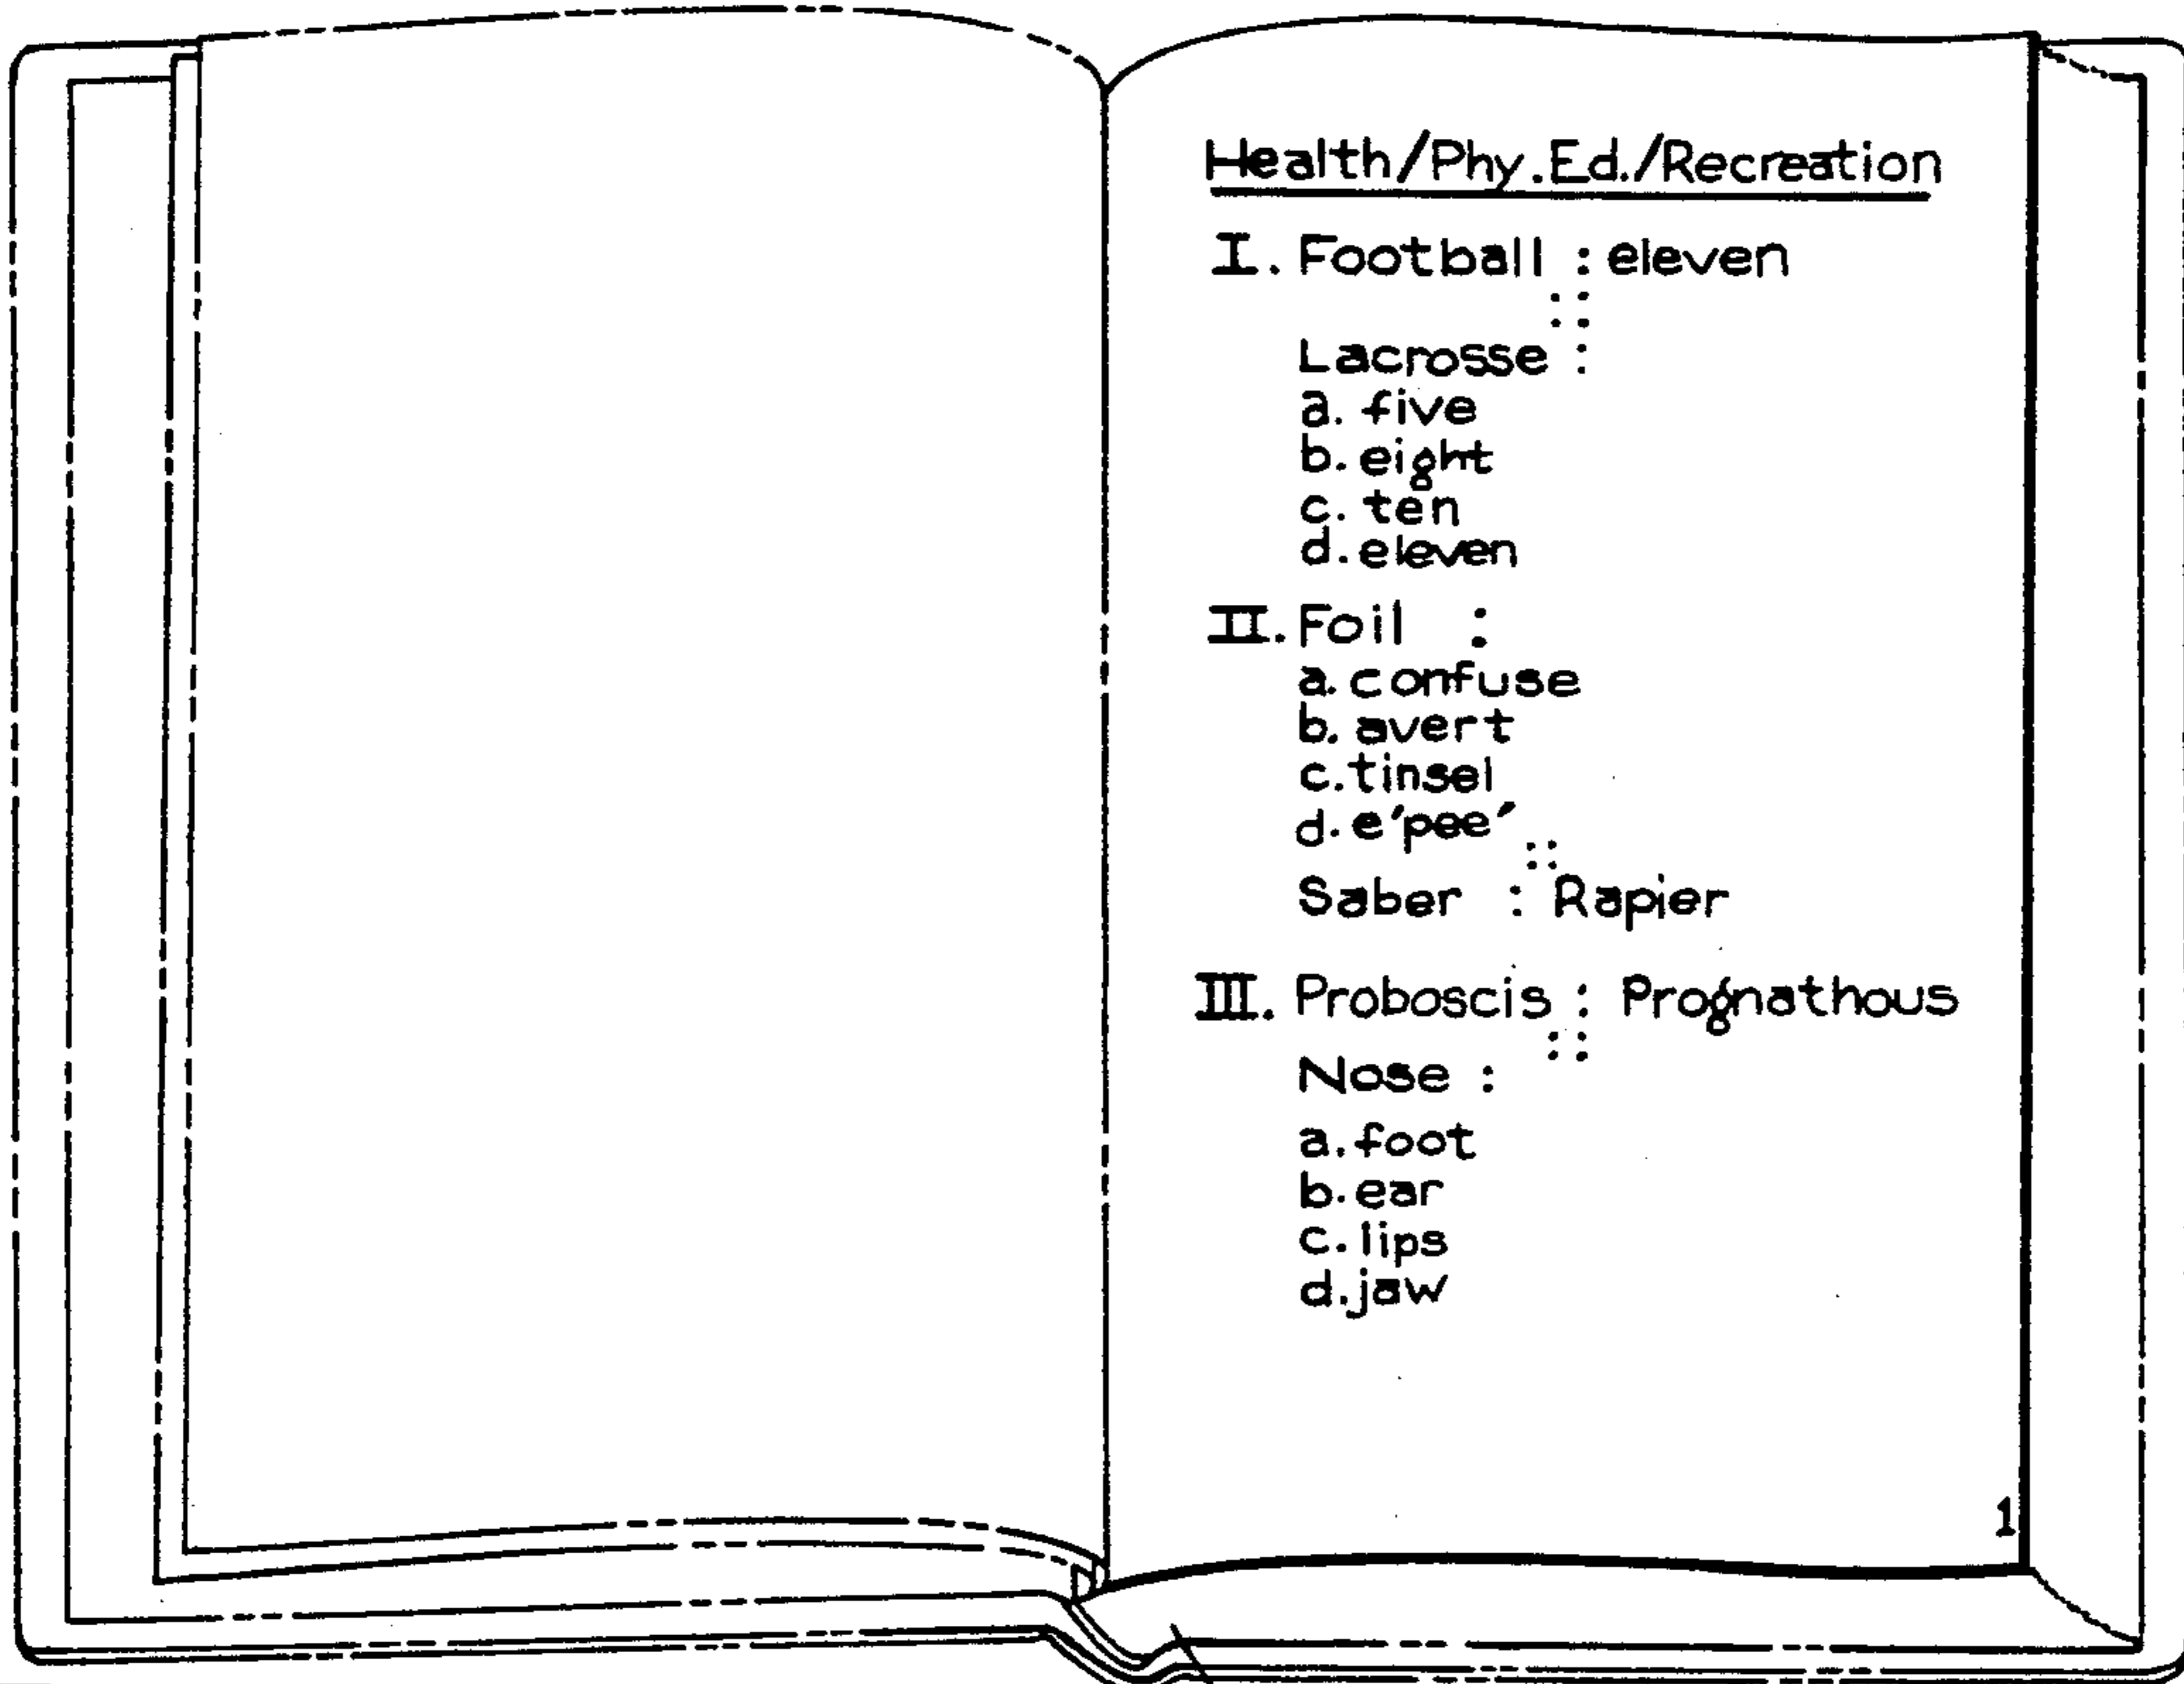 Health/Phy.Ed./Recreation
I. Football : eleven
::
Lacrosse :
a. five
b. eight
c. ten
d. eleven
II. Foil :
a. confuse
b. avert
c. tinsel
d. e'pee'
::
Saber : Rapier
III. Proboscis : Prognathous
::
Nose :
a. foot
b. ear
c. lips
d. jaw
1